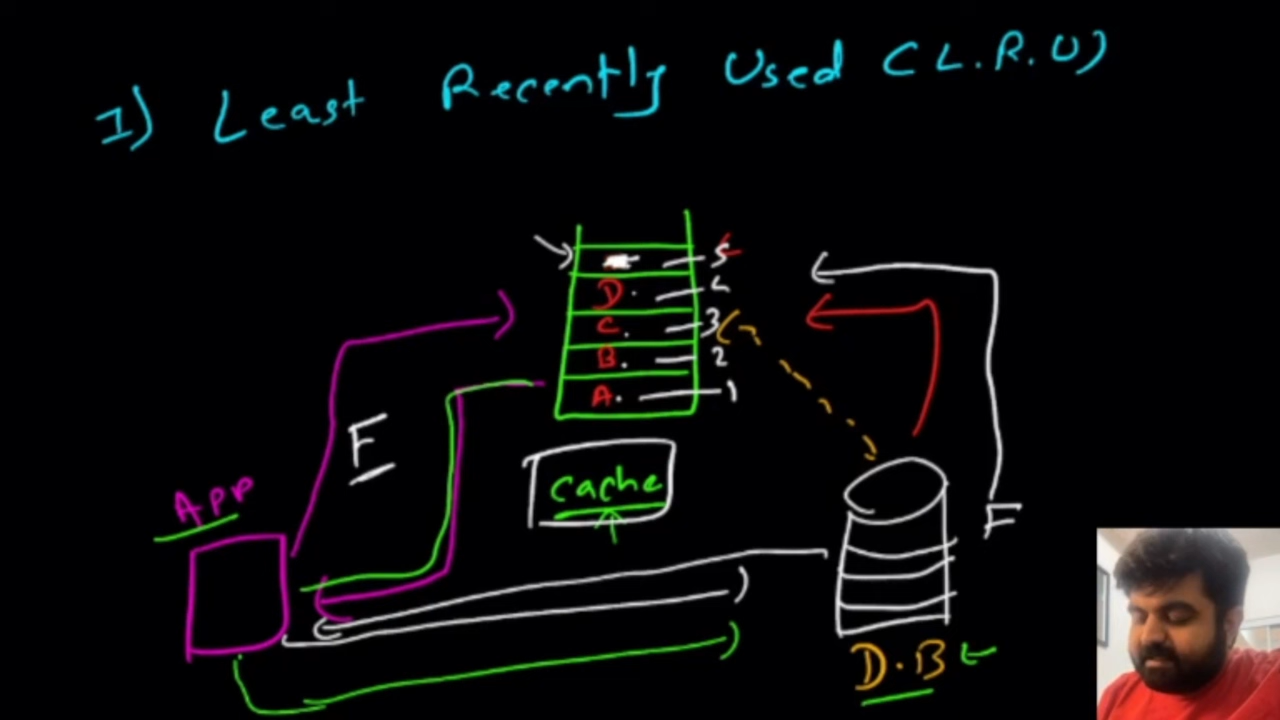 1) Least Recently Used (L.R.U)
5
D. 4
C. 3
B. 2
A. 1
F
cache
APP
F
D.B